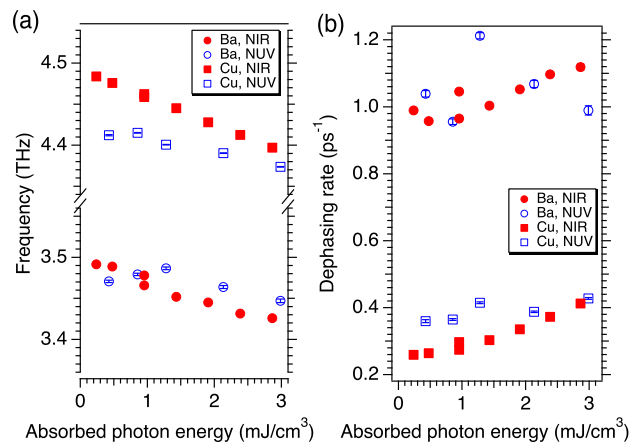 (a)
Ba, NIR
Ba, NUV
Cu, NIR
Cu, NUV
4.5
4.4
3.5
3.4
Frequency (THz)
0
1
2
3
Absorbed photon energy (mJ/cm³)
(b)
1.2
1.0
0.8
0.6
0.4
0.2
Dephasing rate (ps⁻¹)
Ba, NIR
Ba, NUV
Cu, NIR
Cu, NUV
0
1
2
3
Absorbed photon energy (mJ/cm³)